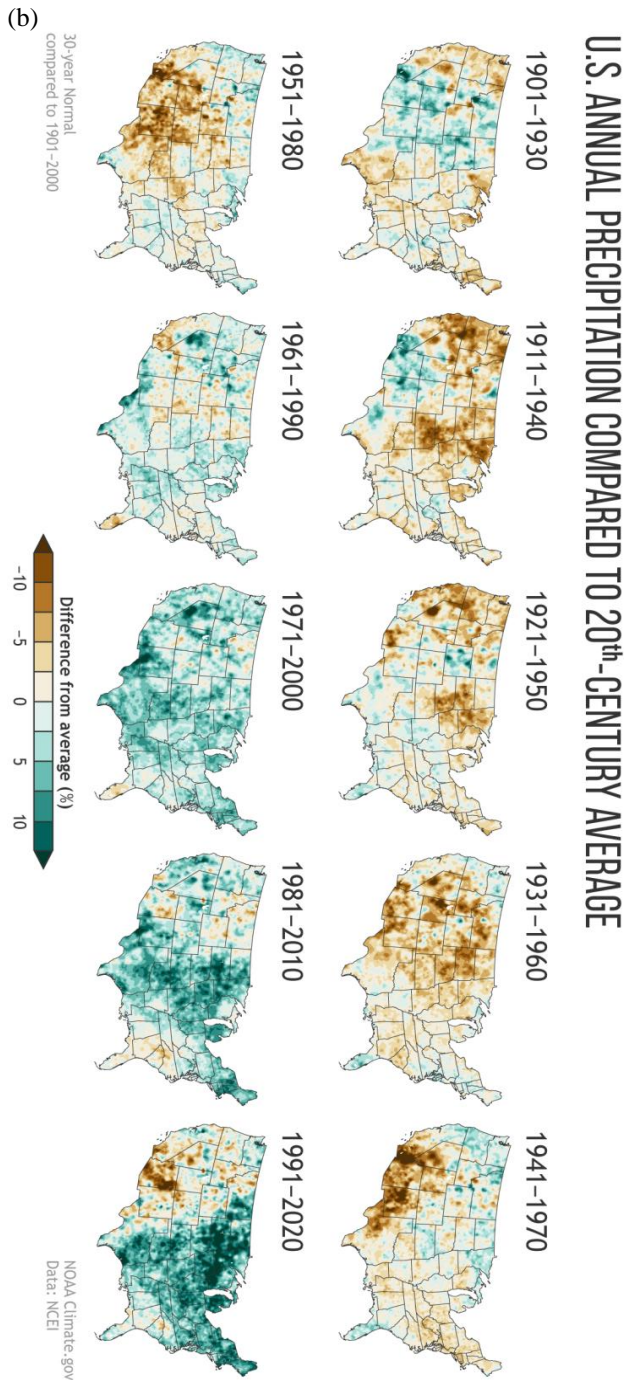 (b)
U.S. ANNUAL PRECIPITATION COMPARED TO 20th-CENTURY AVERAGE
1901–1930
1911–1940
1921–1950
1931–1960
1941–1970
1951–1980
1961–1990
1971–2000
1981–2010
1991–2020
30-year Normal
compared to 1901–2000
Difference from average (%)
-10
-5
0
5
10
NOAA Climate.gov
Data: NCEI